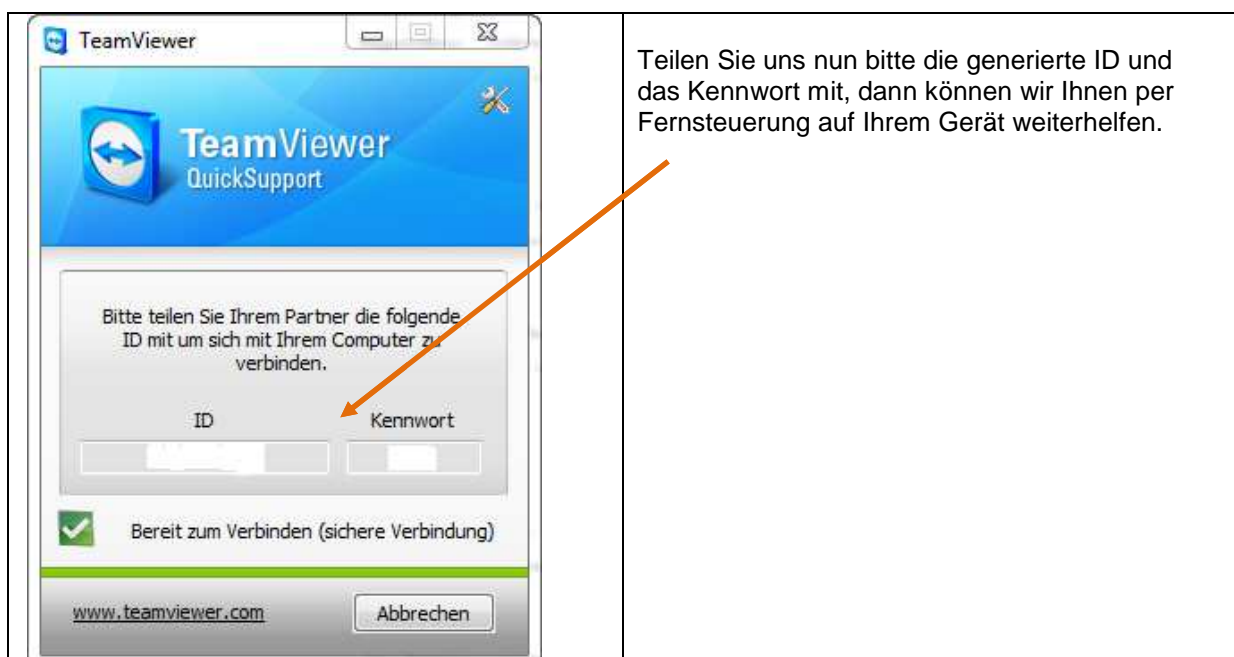 TeamViewer
TeamViewer
QuickSupport
Bitte teilen Sie Ihrem Partner die folgende
ID mit um sich mit Ihrem Computer zu
verbinden.
ID Kennwort
Bereit zum Verbinden (sichere Verbindung)
www.teamviewer.com Abbrechen
Teilen Sie uns nun bitte die generierte ID und
das Kennwort mit, dann können wir Ihnen per
Fernsteuerung auf Ihrem Gerät weiterhelfen.